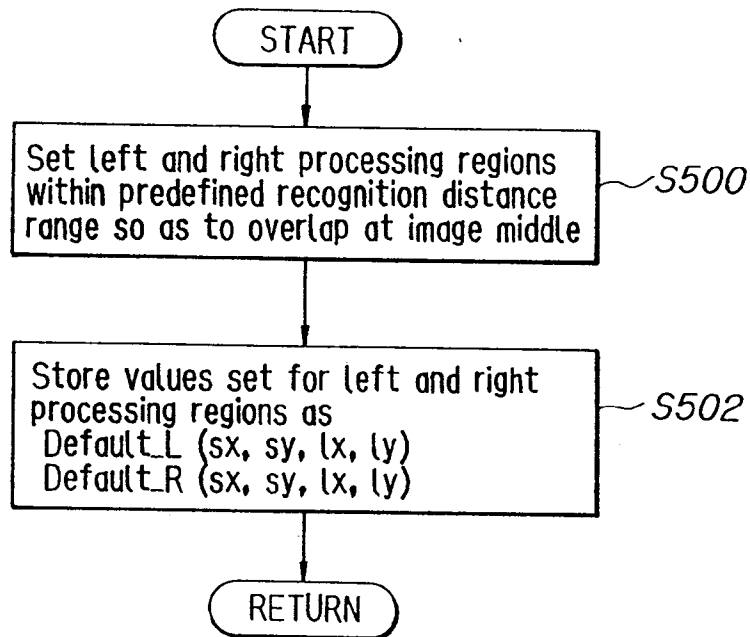 START
Set left and right processing regions
within predefined recognition distance
range so as to overlap at image middle
S500
Store values set for left and right
processing regions as
Default_L (sx, sy, lx, ly)
Default_R (sx, sy, lx, ly)
S502
RETURN